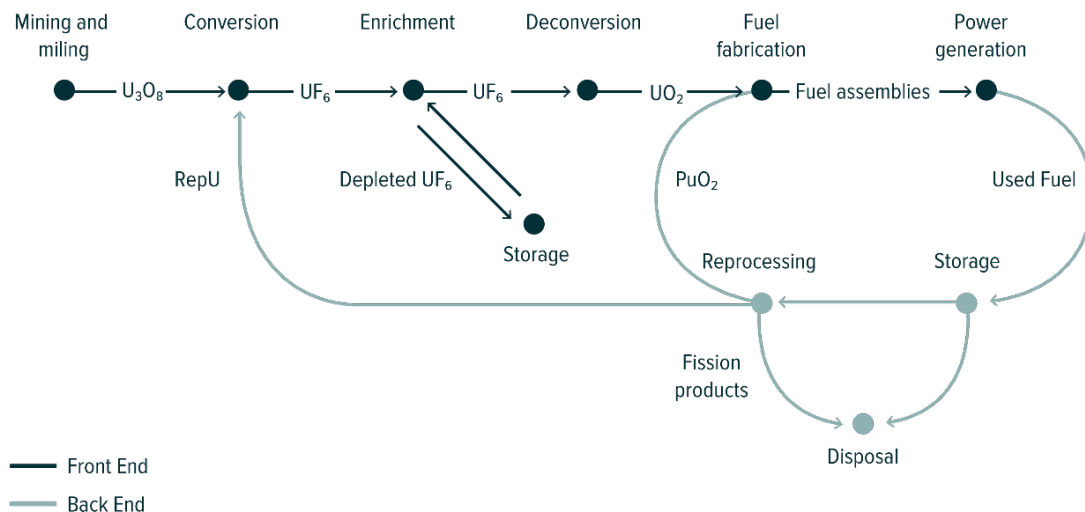 Mining and
miling
Conversion
Enrichment
Deconversion
Fuel
fabrication
Power
generation
U₃O₈
UF₆
UF₆
UO₂
Fuel assemblies
RepU
Depleted UF₆
PuO₂
Used Fuel
Storage
Reprocessing
Storage
Fission
products
Disposal
Front End
Back End